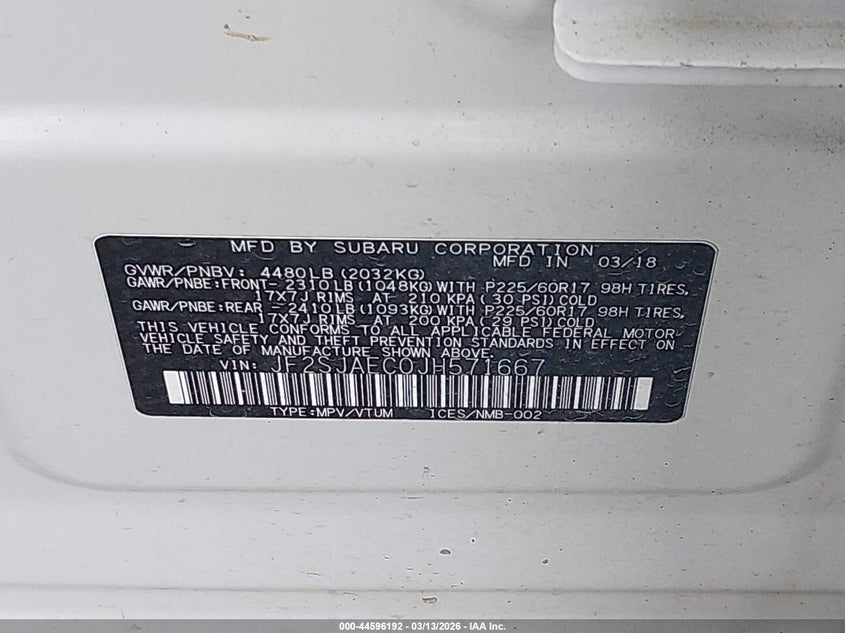 MFD BY SUBARU CORPORATION
MFD IN 03/18
GVWR/PNBV: 4480LB(2032KG)
GAWR/PNBE:FRONT- 2310LB(1048KG)WITH P225/60R17 98H TIRES,
17X7J RIMS AT 210 KPA( 30 PSI)COLD
GAWR/PNBE:REAR - 2410LB(1093KG)WITH P225/60R17 98H TIRES,
17X7J RIMS AT 200 KPA( 29 PSI)COLD
THIS VEHICLE CONFORMS TO ALL APPLICABLE FEDERAL MOTOR
VEHICLE SAFETY AND THEFT PREVENTION STANDARDS IN EFFECT ON
THE DATE OF MANUFACTURE SHOWN ABOVE.
VIN: JF2SJAEC0JH571667
TYPE:MPV/VTUM ICES/NMB-002
000-44596192 - 03/13/2026 - IAA Inc.